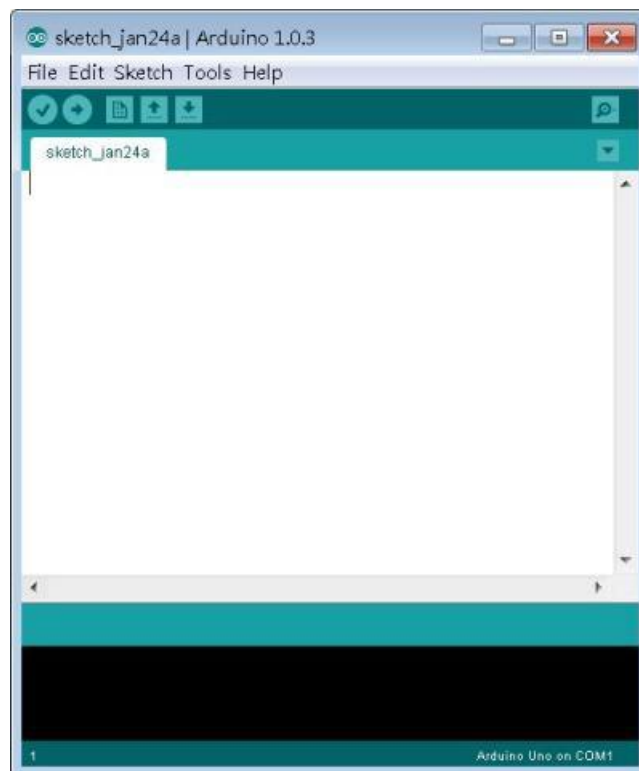 sketch_jan24a | Arduino 1.0.3
File Edit Sketch Tools Help
sketch_jan24a
1
Arduino Uno on COM1